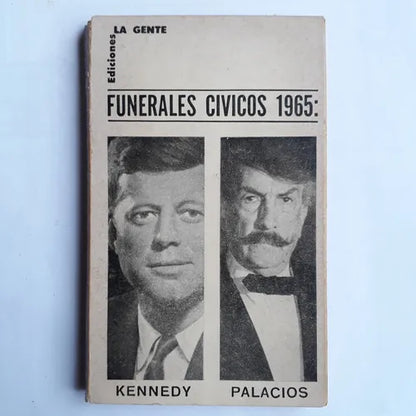 Ediciones LA GENTE
FUNERALES CIVICOS 1965:
KENNEDY PALACIOS